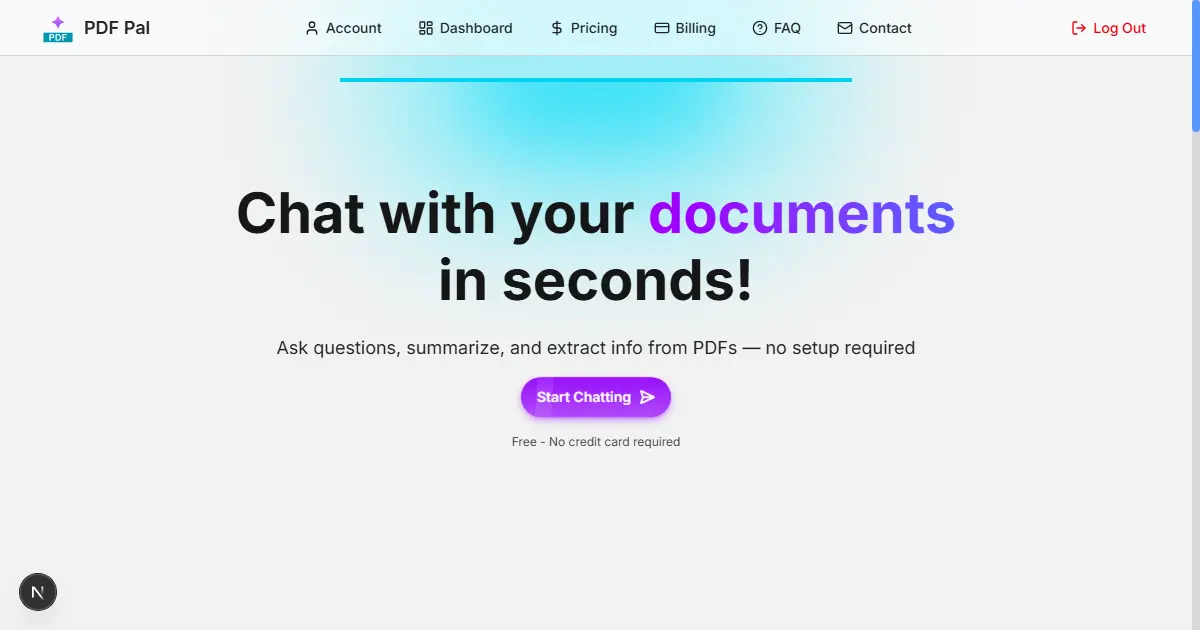 PDF
PDF Pal
Account
Dashboard
Pricing
Billing
FAQ
Contact
Log Out
Chat with your documents
in seconds!
Ask questions, summarize, and extract info from PDFs — no setup required
Start Chatting
Free - No credit card required
N